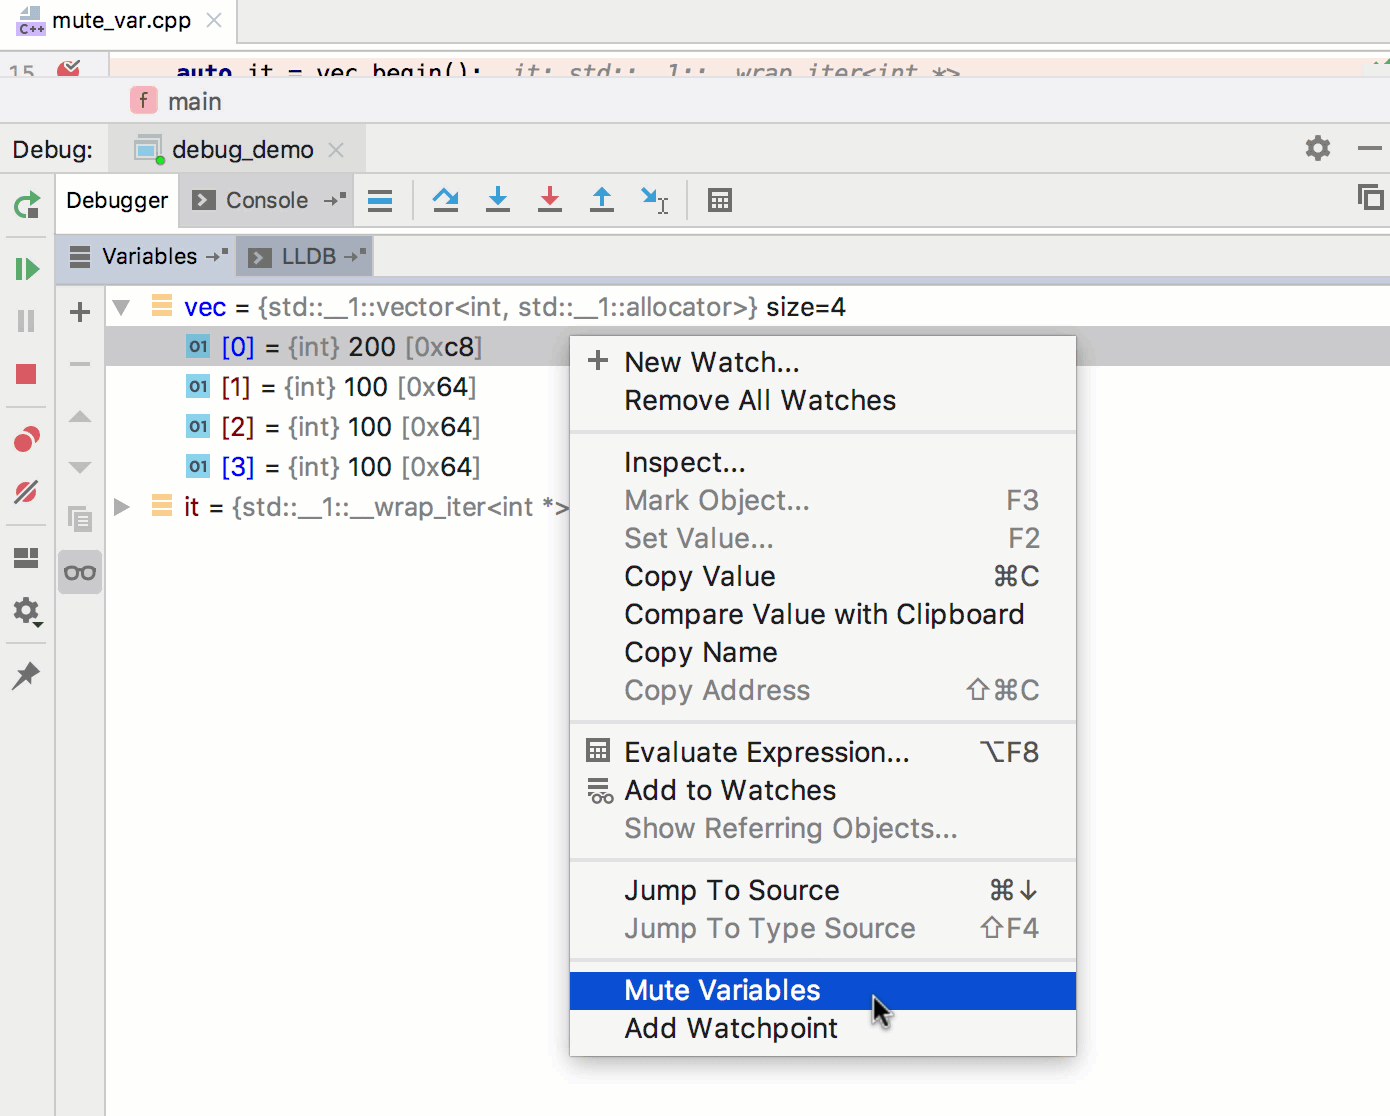 mute_var.cpp
C++
15 auto it = vec.begin(); it: std::__1::__wrap_iter<int *>
f main
Debug: debug_demo
Debugger Console
Variables LLDB
vec = {std::__1::vector<int, std::__1::allocator>} size=4
01 [0] = {int} 200 [0xc8]
01 [1] = {int} 100 [0x64]
01 [2] = {int} 100 [0x64]
01 [3] = {int} 100 [0x64]
it = {std::__1::__wrap_iter<int *>
New Watch...
Remove All Watches
Inspect...
Mark Object... F3
Set Value... F2
Copy Value ⌘C
Compare Value with Clipboard
Copy Name
Copy Address ⇧⌘C
Evaluate Expression... ⌥F8
Add to Watches
Show Referring Objects...
Jump To Source ⌘↓
Jump To Type Source ⇧F4
Mute Variables
Add Watchpoint